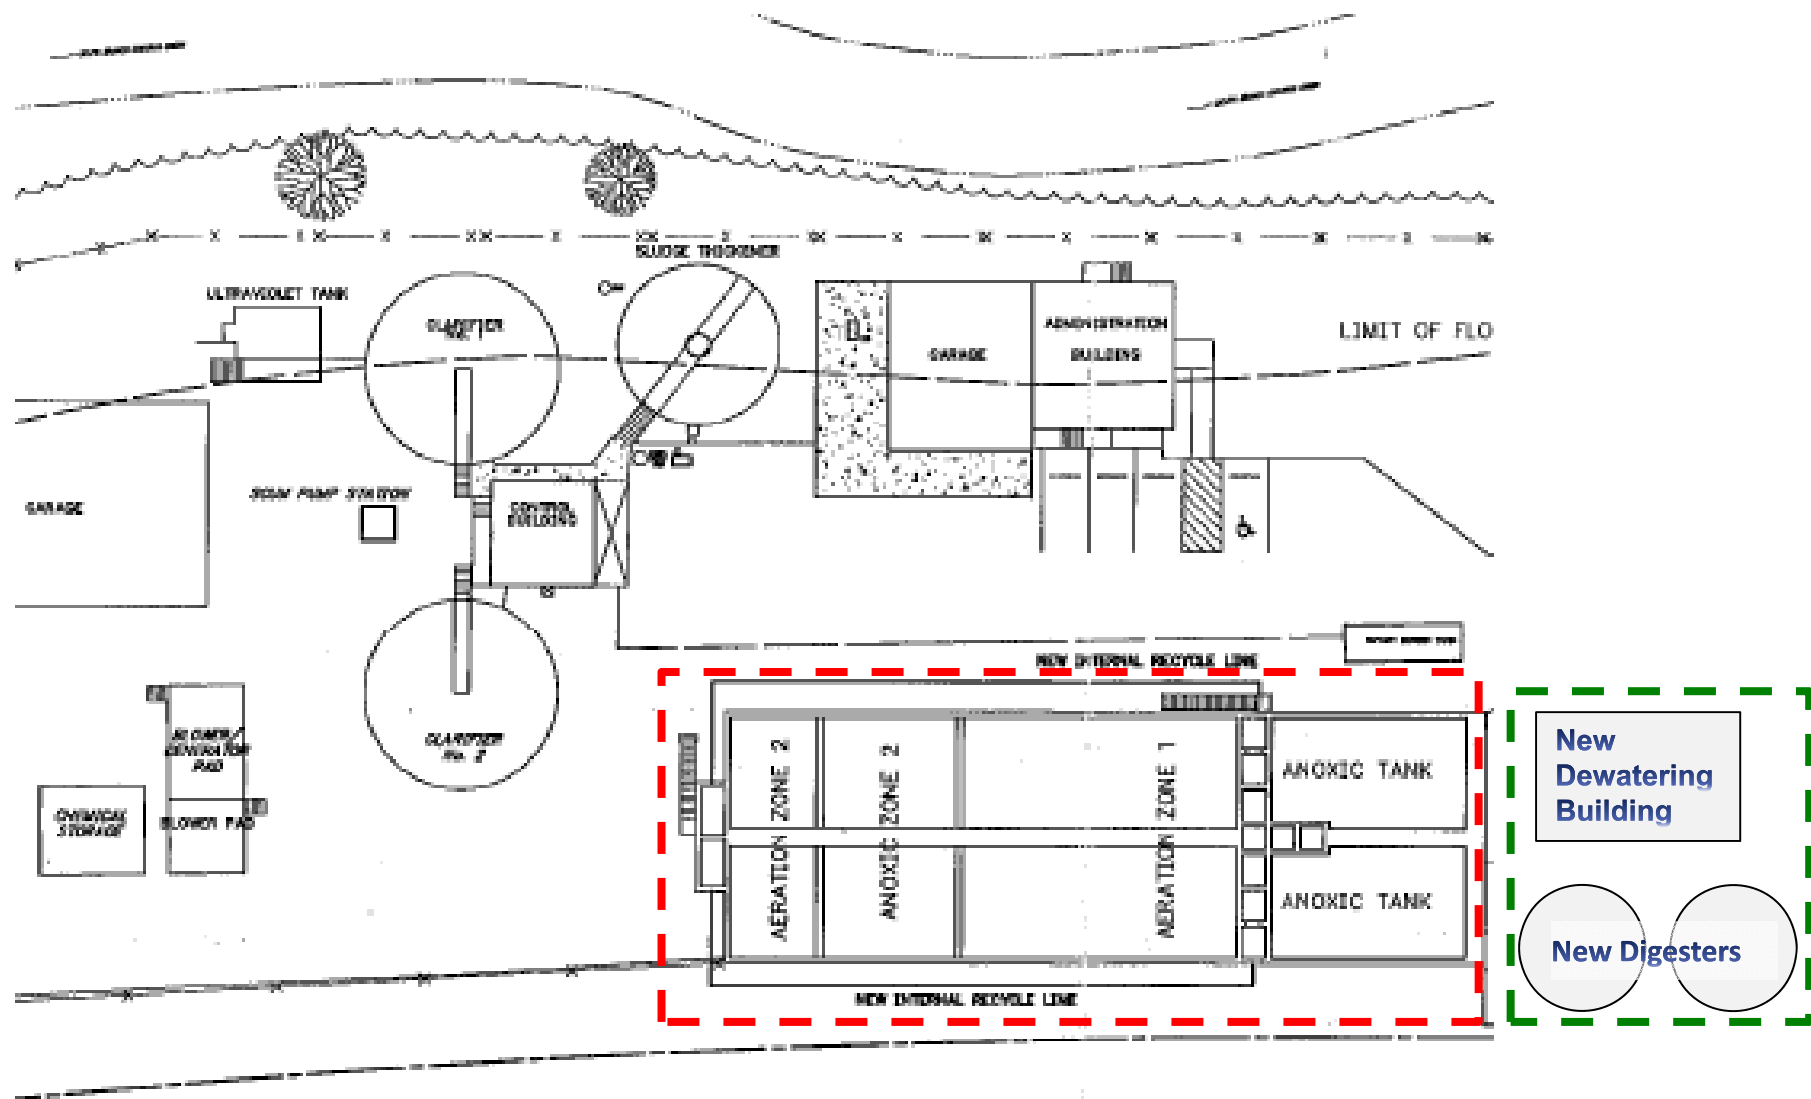 SLUDGE THICKENER
ULTRAVIOLET TANK
CLARIFIER
No. 1
ADMINISTRATION
BUILDING
GARAGE
LIMIT OF FLO
GARAGE
SCUM PUMP STATION
CONTROL
BUILDING
NEW INTERNAL RECYCLE LINE
CLARIFIER
No. 2
BLOWER/
GENERATOR
PAD
BLOWER PAD
CHEMICAL
STORAGE
AERATION ZONE 2
ANOXIC ZONE 2
AERATION ZONE 1
ANOXIC TANK
ANOXIC TANK
NEW INTERNAL RECYCLE LINE
New
Dewatering
Building
New Digesters